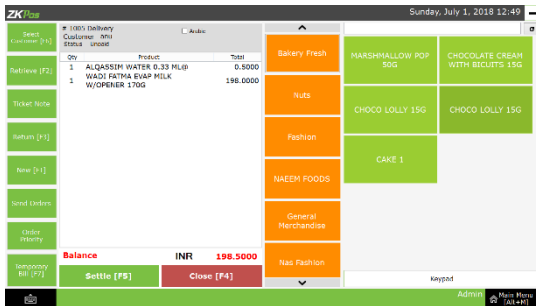 ZKPos
Sunday, July 1, 2018 12:49
Select
Customer [F6]
Retrieve [F2]
Ticket Note
Return [F3]
New [F1]
Send Orders
Order
Priority
Temporary
Bill [F7]
# 1005 Delivery
Customer
Status Unpaid
Arabic
Qty Product Total
1 ALQASSIM WATER 0.33 ML@ 0.5000
1 WADI FATMA EVAP MILK W/OPENER 170G 198.0000
Balance INR 198.5000
Settle [F5]
Close [F4]
Bakery Fresh
Nuts
Fashion
NAEEM FOODS
General
Merchandise
Nas Fashion
MARSHMALLOW POP
50G
CHOCOLATE CREAM
WITH BICUITS 15G
CHOCO LOLLY 15G
CHOCO LOLLY 15G
CAKE 1
Keypad
Admin
Main Menu
[Alt+M]